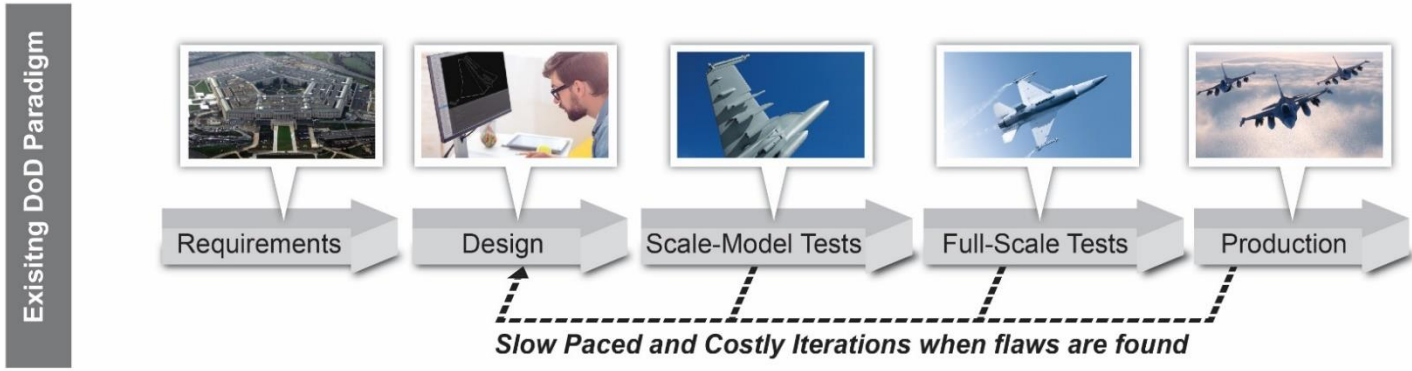 Exisitng DoD Paradigm
Requirements
Design
Scale-Model Tests
Full-Scale Tests
Production
Slow Paced and Costly Iterations when flaws are found